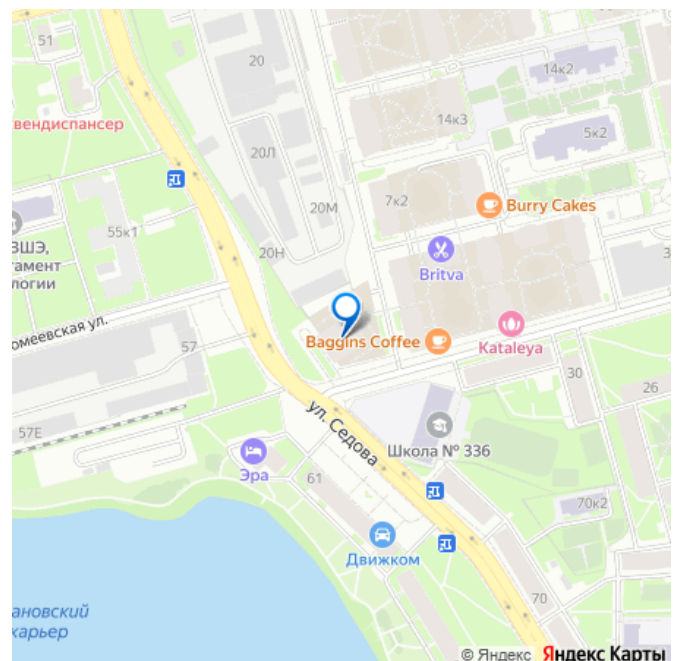 51
20
14к2
вендиспансер
14к3
5к2
20Л
7к2
Burry Cakes
20М
55к1
ВШЭ,
тамент
логии
20Н
Britva
3
омеевская ул.
57
Baggins Coffee
Kataleya
30
26
57Е
ул. Седова
Школа № 336
Эра
61
70к2
Движком
70
ановский
карьер
© Яндекс Яндекс Карты